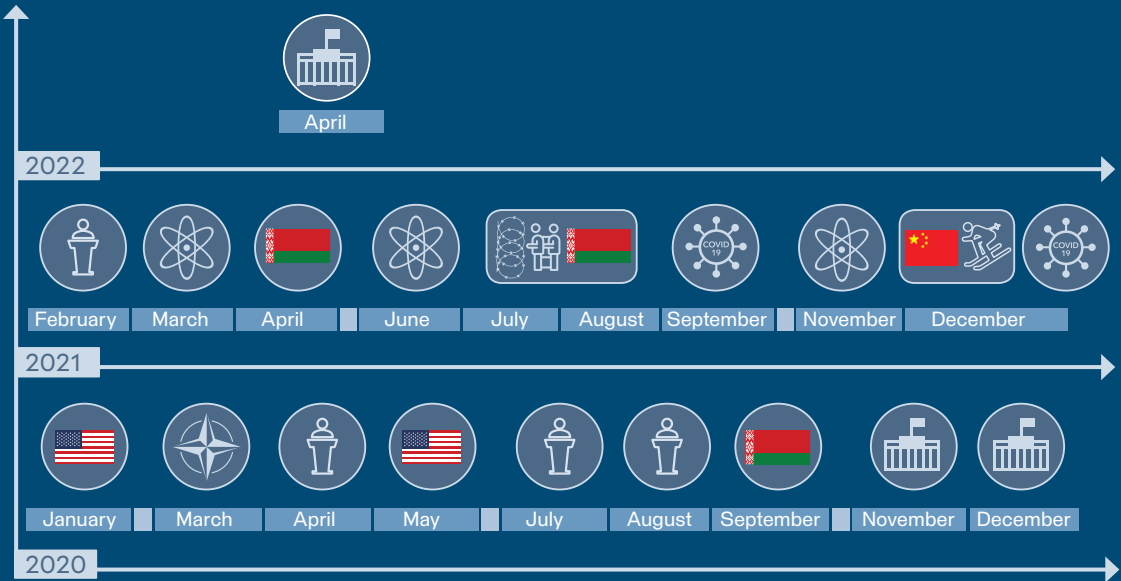 April
2022
COVID
19
COVID
19
February March April June July August September November December
2021
January March April May July August September November December
2020